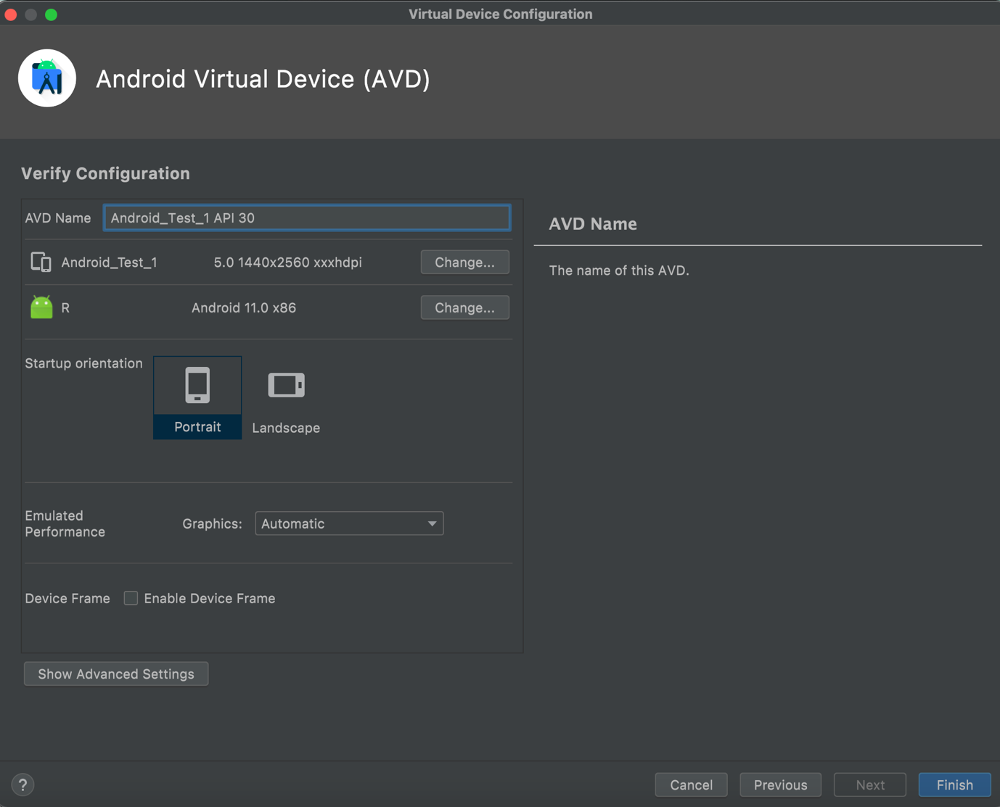 Virtual Device Configuration
Android Virtual Device (AVD)
Verify Configuration
AVD Name Android_Test_1 API 30
Android_Test_1 5.0 1440x2560 xxxhdpi Change...
R Android 11.0 x86 Change...
Startup orientation
Portrait Landscape
Emulated
Performance
Graphics: Automatic
Device Frame Enable Device Frame
Show Advanced Settings
AVD Name
The name of this AVD.
? Cancel Previous Next Finish